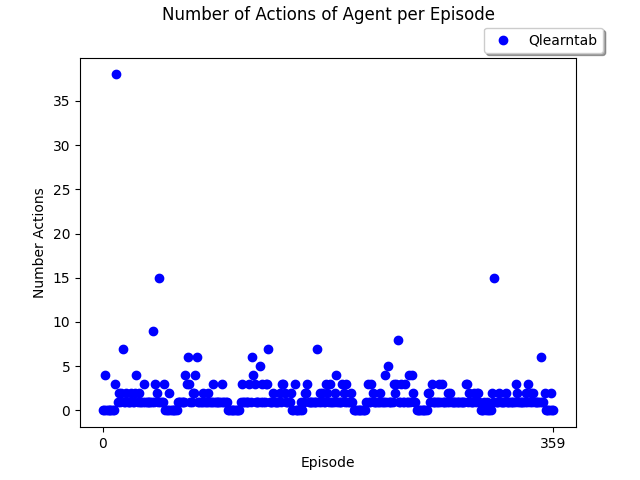 Number of Actions of Agent per Episode
Qlearntab
35
30
25
20
15
10
5
0
Number Actions
0 359
Episode